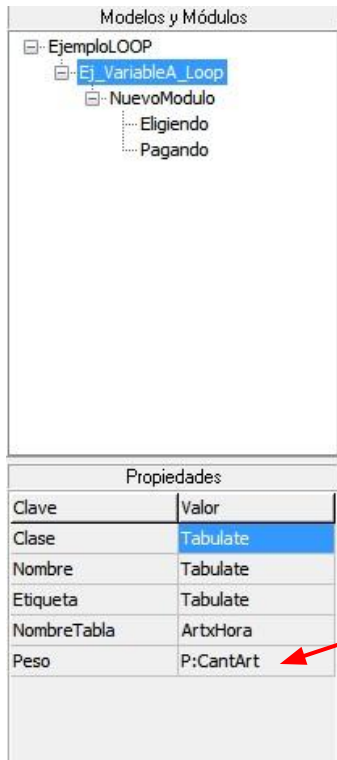 Modelos y Módulos
EjemploLOOP
Ej_VariableA_Loop
NuevoModulo
Eligiendo
Pagando
Propiedades
Clave Valor
Clase Tabulate
Nombre Tabulate
Etiqueta Tabulate
NombreTabla ArtxHora
Peso P:CantArt